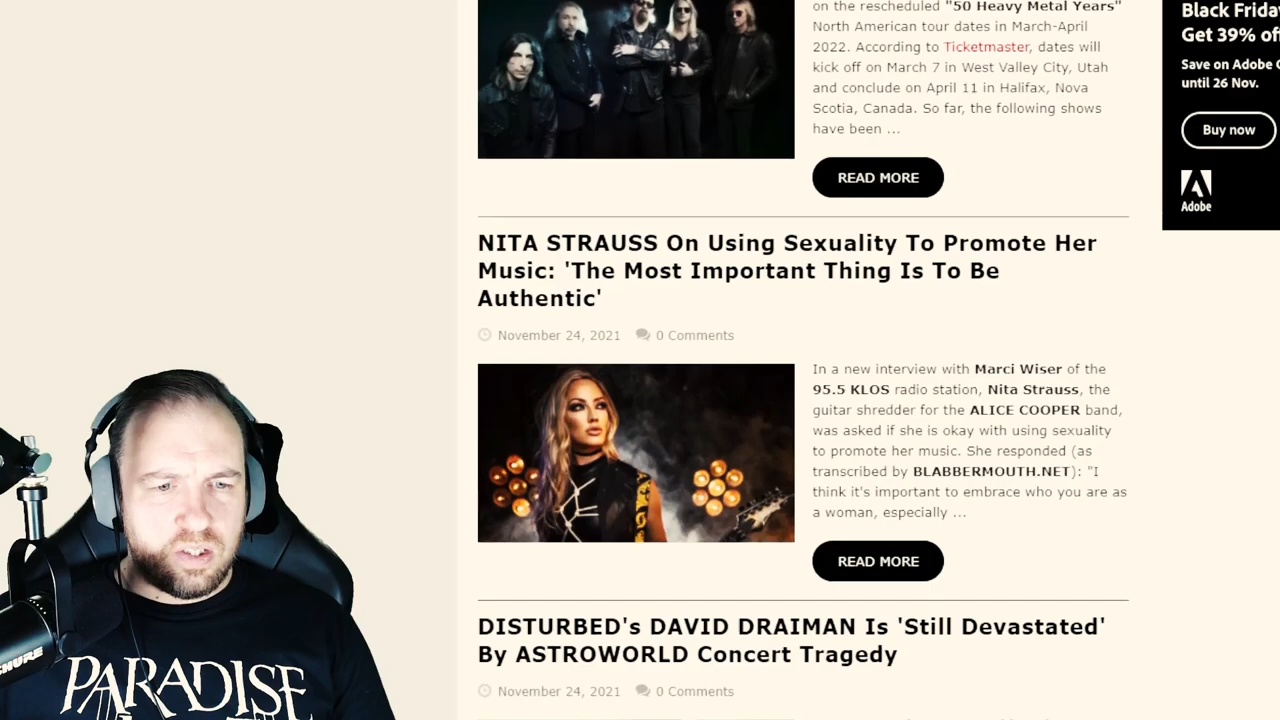 on the rescheduled "50 Heavy Metal Years"
North American tour dates in March-April
2022. According to Ticketmaster, dates will
kick off on March 7 in West Valley City, Utah
and conclude on April 11 in Halifax, Nova
Scotia, Canada. So far, the following shows
have been ...
READ MORE
Black Friday
Get 39% off
Save on Adobe
until 26 Nov.
Buy now
Adobe
NITA STRAUSS On Using Sexuality To Promote Her
Music: 'The Most Important Thing Is To Be
Authentic'
November 24, 2021 0 Comments
In a new interview with Marci Wiser of the
95.5 KLOS radio station, Nita Strauss, the
guitar shredder for the ALICE COOPER band,
was asked if she is okay with using sexuality
to promote her music. She responded (as
transcribed by BLABBERMOUTH.NET): "I
think it's important to embrace who you are as
a woman, especially ...
READ MORE
DISTURBED's DAVID DRAIMAN Is 'Still Devastated'
By ASTROWORLD Concert Tragedy
November 24, 2021 0 Comments
SHURE
PARADISE